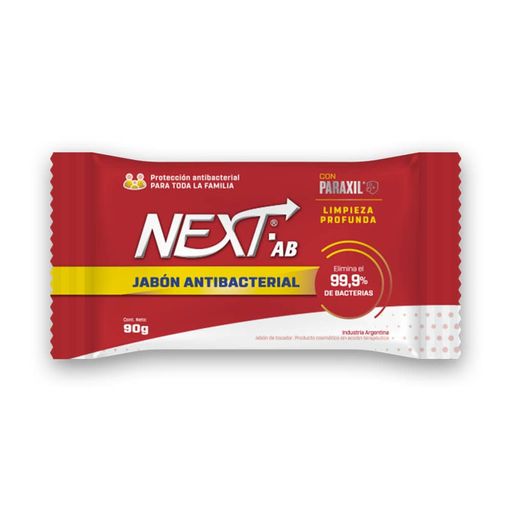 Protección antibacterial
PARA TODA LA FAMILIA
CON
PARAXIL
LIMPIEZA
PROFUNDA
NEXT:®
AB
JABÓN ANTIBACTERIAL
Elimina el
99,9%
DE BACTERIAS
Cont. Neto:
90g
Industria Argentina
Jabón de tocador. Producto cosmético sin acción terapéutica